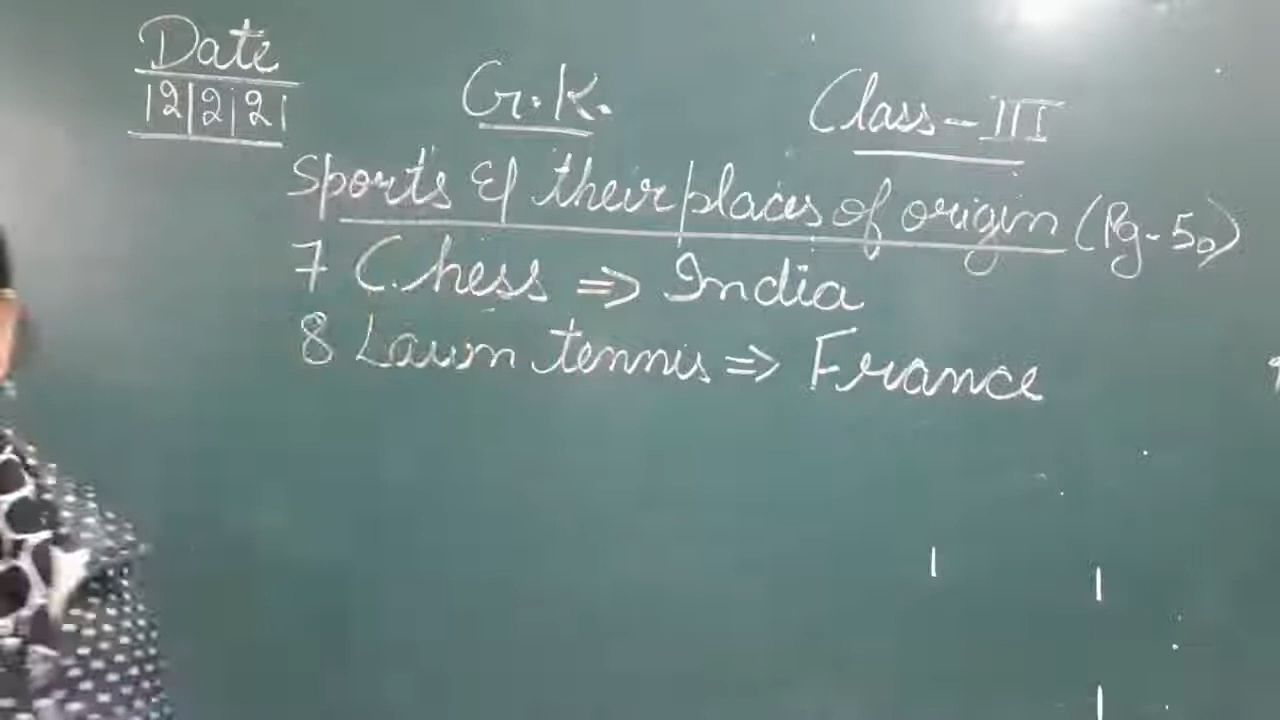 Date
12|2|21
G.K.
Class-III
Sports & their places of origin (Pg-50)
7 Chess => India
8 Lawn tennis => France